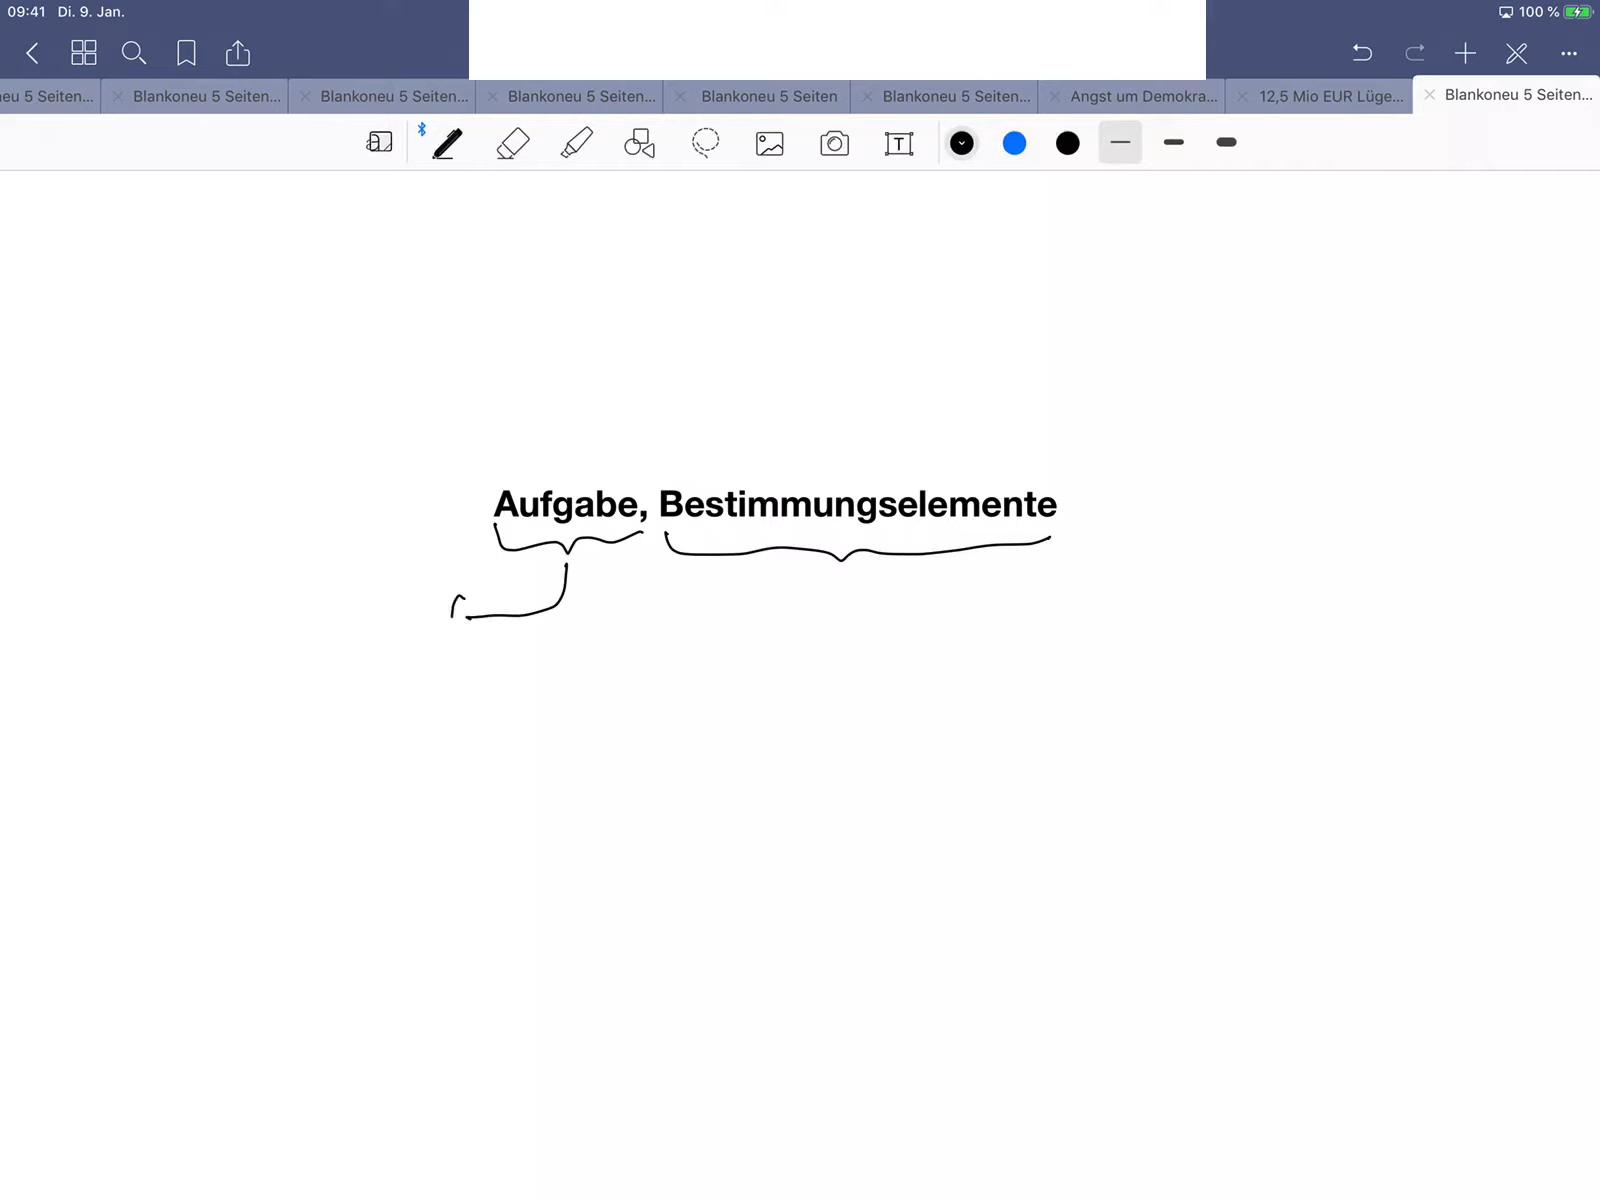 09:41 Di. 9. Jan. 100 %
eu 5 Seiten... Blankoneu 5 Seiten... Blankoneu 5 Seiten... Blankoneu 5 Seiten... Blankoneu 5 Seiten Blankoneu 5 Seiten... Angst um Demokra... 12,5 Mio EUR Lüge... Blankoneu 5 Seiten...
Aufgabe, Bestimmungselemente